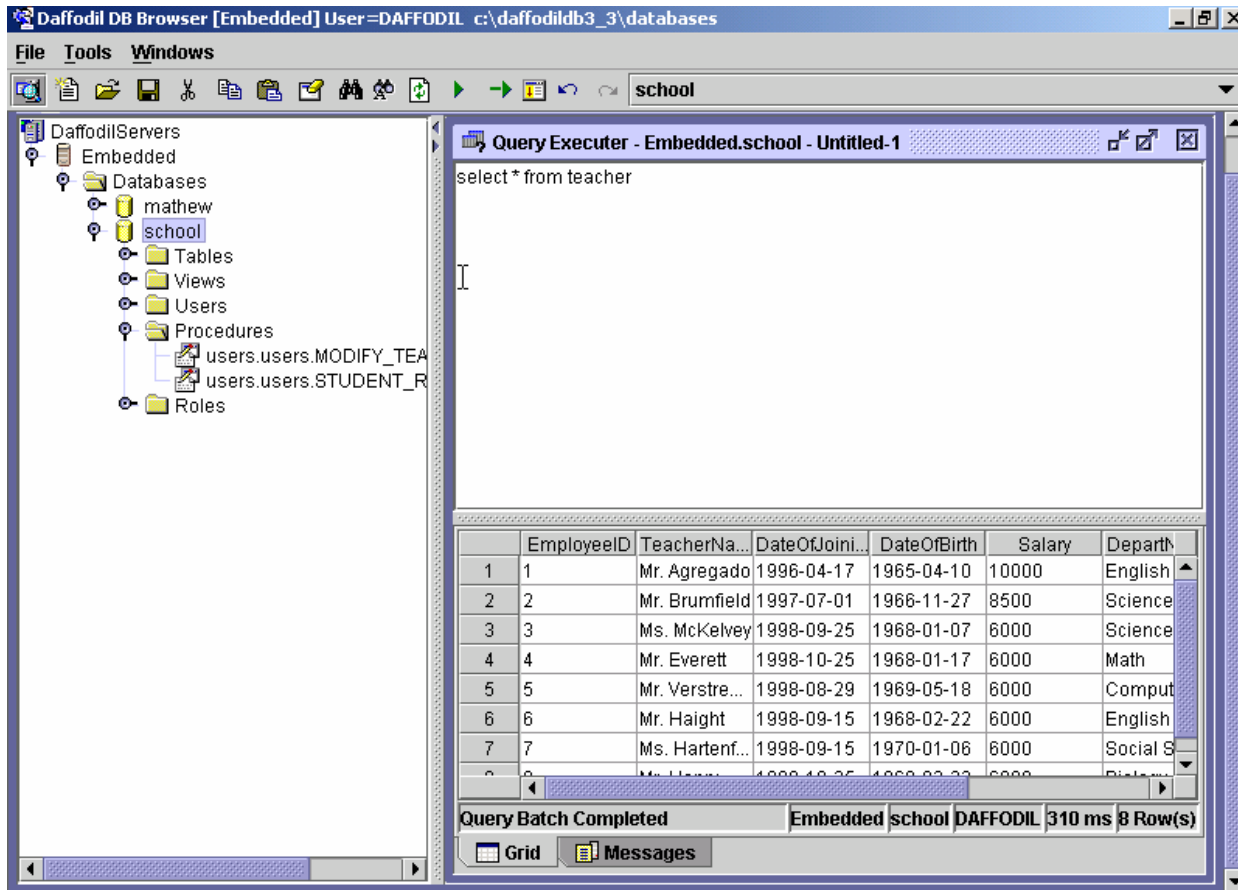 Daffodil DB Browser [Embedded] User=DAFFODIL c:\daffodildb3_3\databases
File Tools Windows
school
DaffodilServers
Embedded
Databases
mathew
school
Tables
Views
Users
Procedures
users.users.MODIFY_TEA
users.users.STUDENT_R
Roles
Query Executer - Embedded.school - Untitled-1
select * from teacher
EmployeeID TeacherNa... DateOfJoini... DateOfBirth Salary DepartN
1 1 Mr. Agregado 1996-04-17 1965-04-10 10000 English
2 2 Mr. Brumfield 1997-07-01 1966-11-27 8500 Science
3 3 Ms. McKelvey 1998-09-25 1968-01-07 6000 Science
4 4 Mr. Everett 1998-10-25 1968-01-17 6000 Math
5 5 Mr. Verstre... 1998-08-29 1969-05-18 6000 Comput
6 6 Mr. Haight 1998-09-15 1968-02-22 6000 English
7 7 Ms. Hartenf... 1998-09-15 1970-01-06 6000 Social S
Query Batch Completed Embedded school DAFFODIL 310 ms 8 Row(s)
Grid Messages